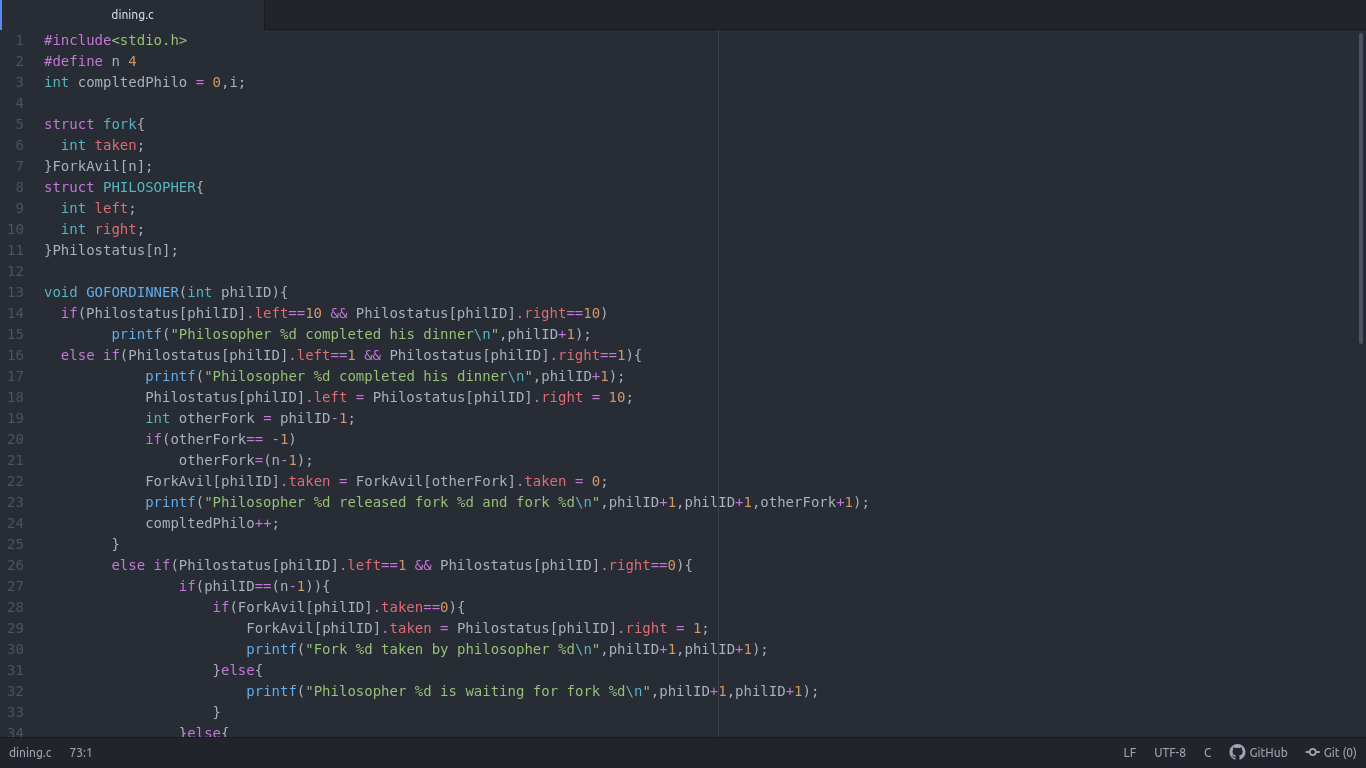 dining.c
1 #include<stdio.h>
2 #define n 4
3 int compltedPhilo = 0,i;
4
5 struct fork{
6   int taken;
7 }ForkAvil[n];
8 struct PHILOSOPHER{
9   int left;
10   int right;
11 }Philostatus[n];
12
13 void GOFORDINNER(int philID){
14   if(Philostatus[philID].left==10 && Philostatus[philID].right==10)
15         printf("Philosopher %d completed his dinner\n",philID+1);
16   else if(Philostatus[philID].left==1 && Philostatus[philID].right==1){
17             printf("Philosopher %d completed his dinner\n",philID+1);
18             Philostatus[philID].left = Philostatus[philID].right = 10;
19             int otherFork = philID-1;
20             if(otherFork== -1)
21                 otherFork=(n-1);
22             ForkAvil[philID].taken = ForkAvil[otherFork].taken = 0;
23             printf("Philosopher %d released fork %d and fork %d\n",philID+1,philID+1,otherFork+1);
24             compltedPhilo++;
25         }
26         else if(Philostatus[philID].left==1 && Philostatus[philID].right==0){
27                 if(philID==(n-1)){
28                     if(ForkAvil[philID].taken==0){
29                         ForkAvil[philID].taken = Philostatus[philID].right = 1;
30                         printf("Fork %d taken by philosopher %d\n",philID+1,philID+1);
31                     }else{
32                         printf("Philosopher %d is waiting for fork %d\n",philID+1,philID+1);
33                     }
34                 }else{
dining.c 73:1 LF UTF-8 C GitHub Git (0)